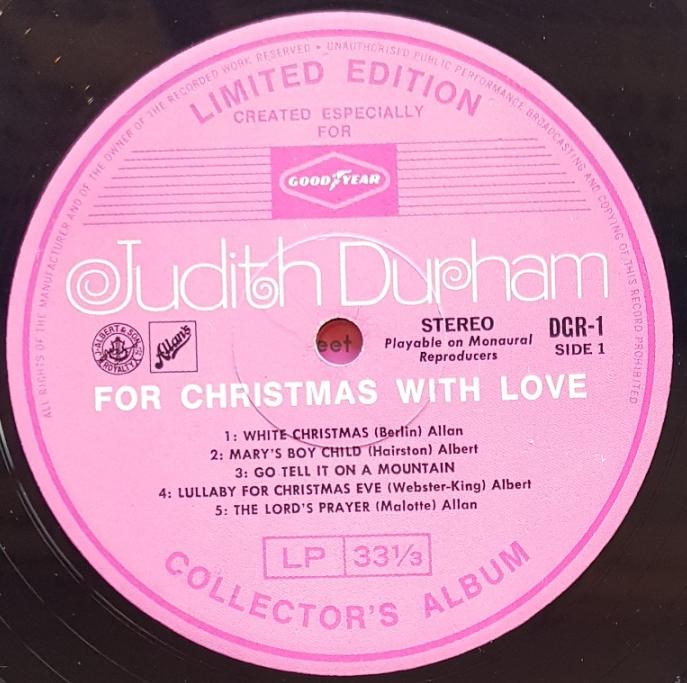 ALL RIGHTS OF THE MANUFACTURER AND OF THE OWNER OF THE RECORDED WORK RESERVED • UNAUTHORISED PUBLIC PERFORMANCE BROADCASTING AND COPYING OF THIS RECORD PROHIBITED
LIMITED EDITION
CREATED ESPECIALLY
FOR
GOODYEAR
Judith Durham
J. ALBERT & SON
ROYALTY
Allan's
eet
STEREO
Playable on Monaural
Reproducers
DGR-1
SIDE 1
FOR CHRISTMAS WITH LOVE
1: WHITE CHRISTMAS (Berlin) Allan
2: MARY'S BOY CHILD (Hairston) Albert
3: GO TELL IT ON A MOUNTAIN
4: LULLABY FOR CHRISTMAS EVE (Webster-King) Albert
5: THE LORD'S PRAYER (Malotte) Allan
LP 33⅓
COLLECTOR'S ALBUM